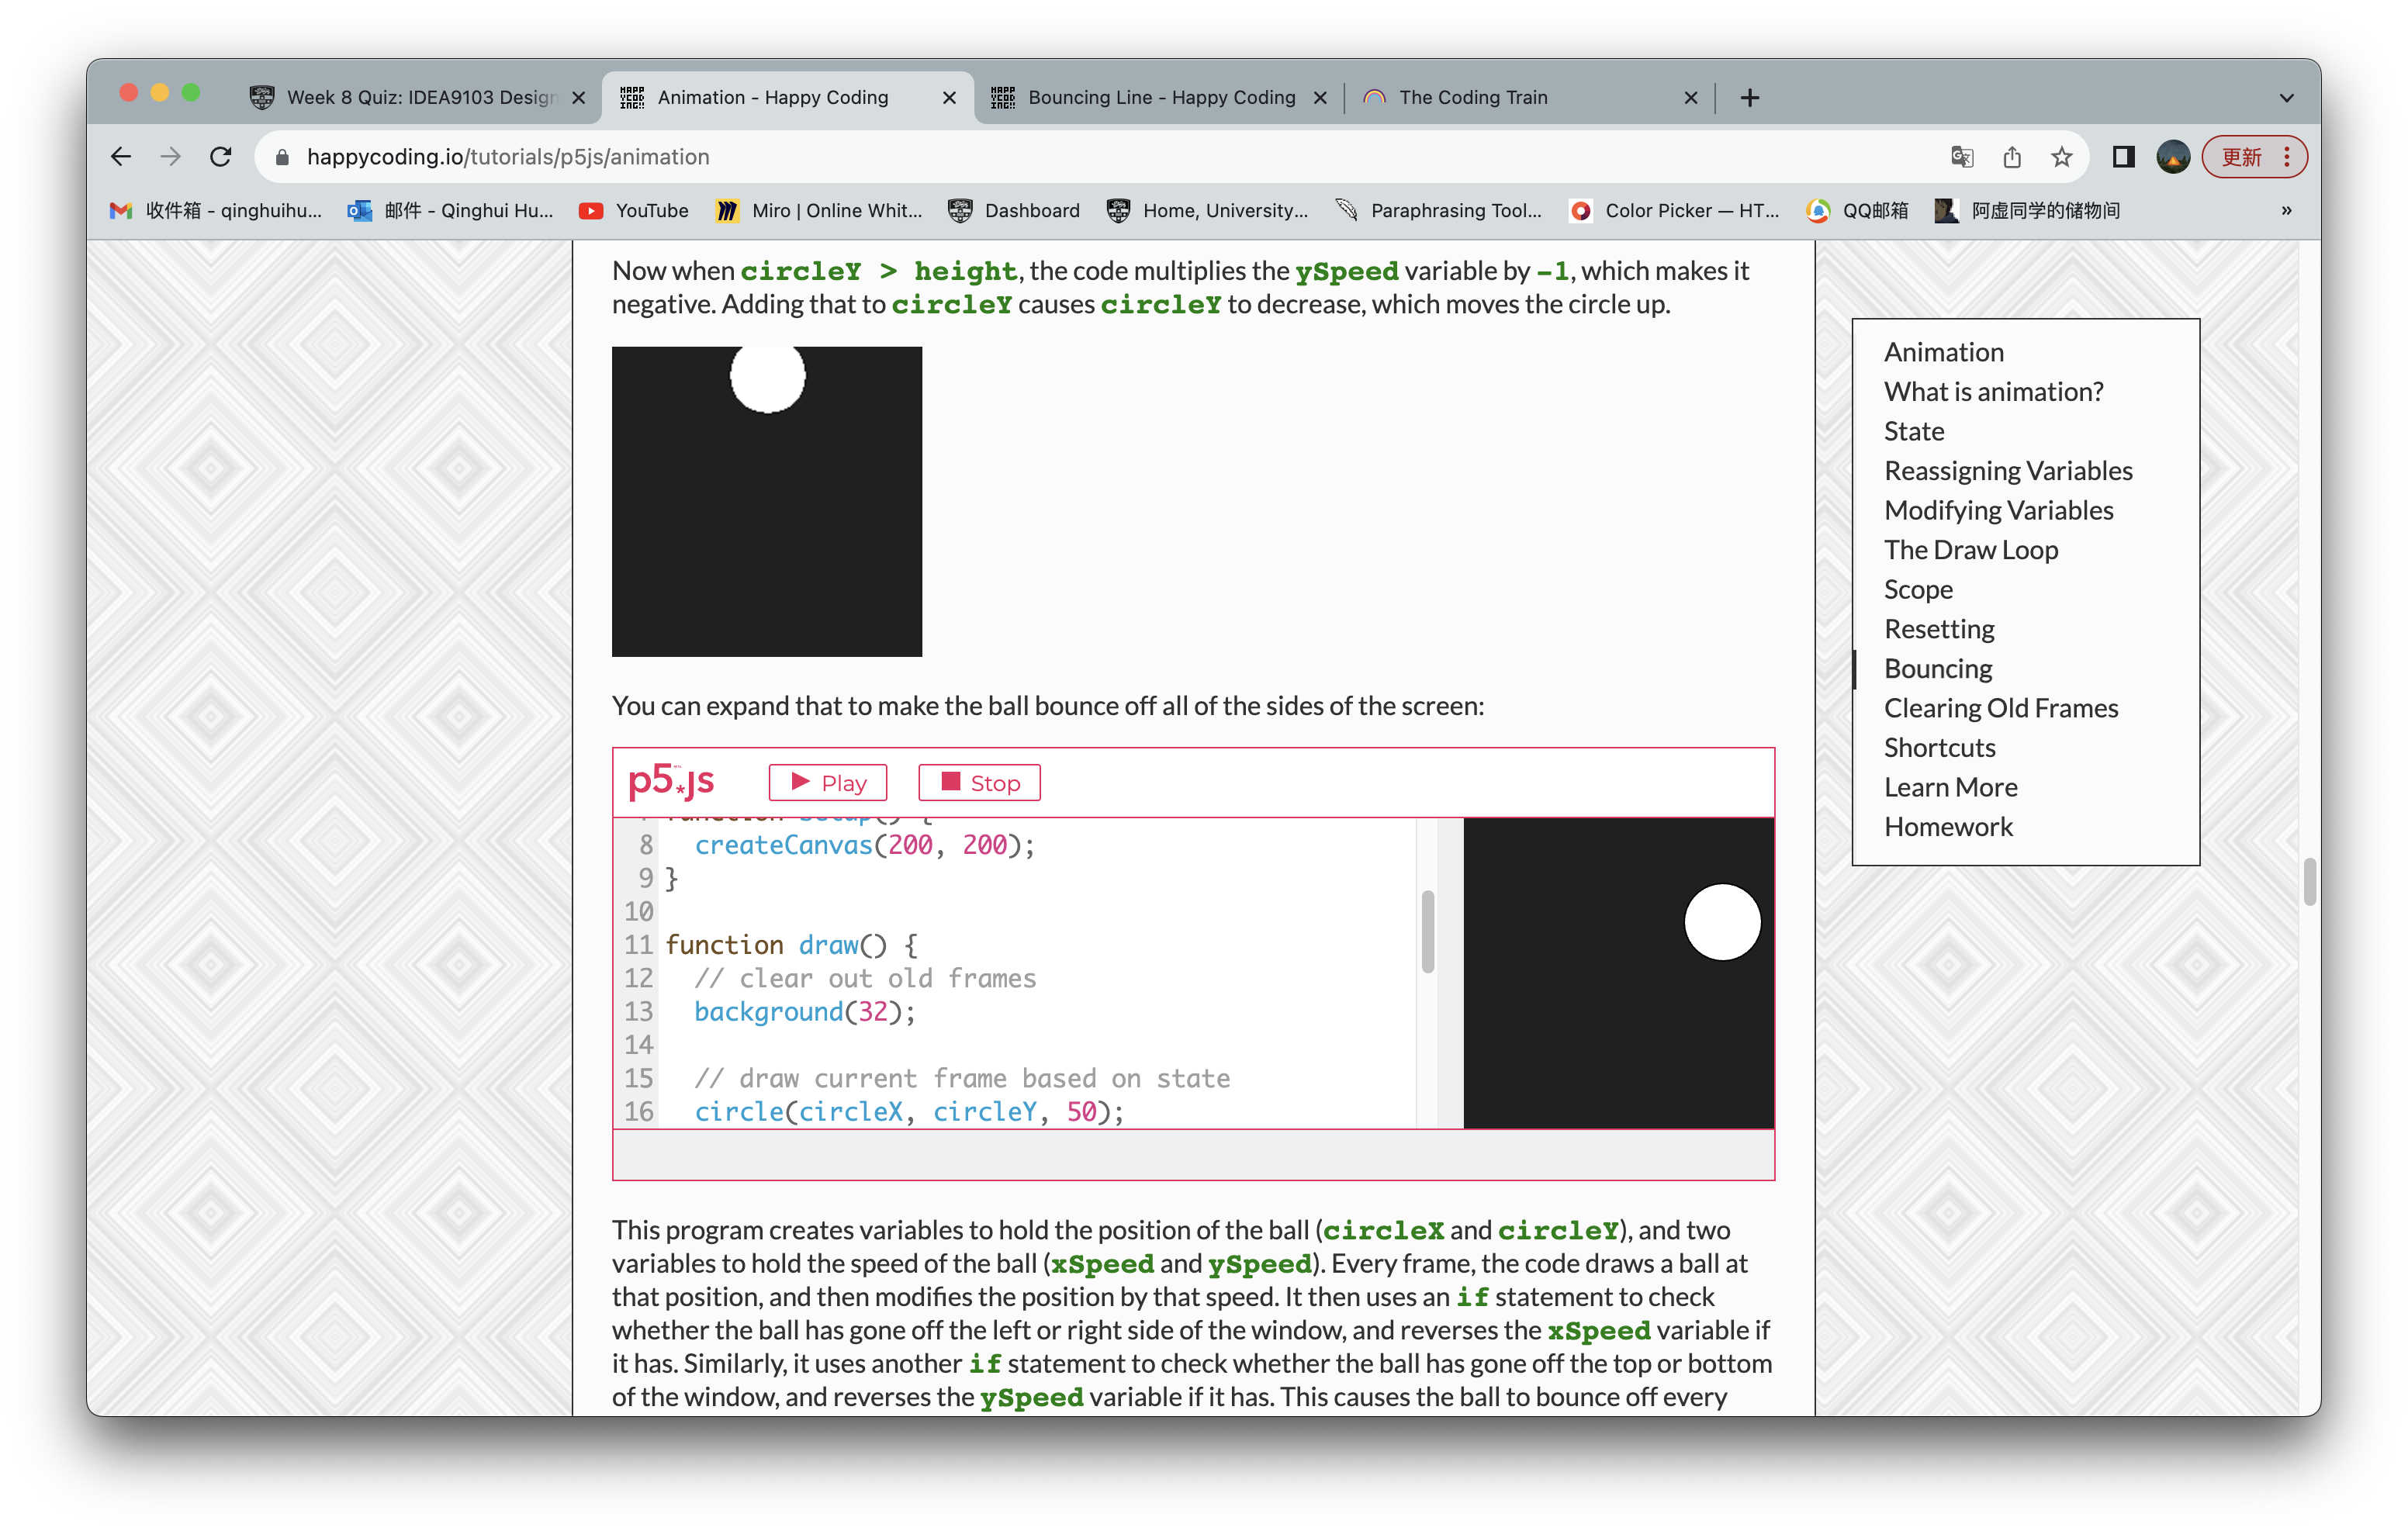 Week 8 Quiz: IDEA9103 Design
Animation - Happy Coding
Bouncing Line - Happy Coding
The Coding Train
happycoding.io/tutorials/p5js/animation
更新
收件箱 - qinghuihu...
邮件 - Qinghui Hu...
YouTube
Miro | Online Whit...
Dashboard
Home, University...
Paraphrasing Tool...
Color Picker — HT...
QQ邮箱
阿虚同学的储物间
»
Now when circleY > height, the code multiplies the ySpeed variable by -1, which makes it
negative. Adding that to circleY causes circleY to decrease, which moves the circle up.
You can expand that to make the ball bounce off all of the sides of the screen:
p5*js
Play
Stop
7 function setup() {
8 createCanvas(200, 200);
9 }
10
11 function draw() {
12 // clear out old frames
13 background(32);
14
15 // draw current frame based on state
16 circle(circleX, circleY, 50);
This program creates variables to hold the position of the ball (circleX and circleY), and two
variables to hold the speed of the ball (xSpeed and ySpeed). Every frame, the code draws a ball at
that position, and then modifies the position by that speed. It then uses an if statement to check
whether the ball has gone off the left or right side of the window, and reverses the xSpeed variable if
it has. Similarly, it uses another if statement to check whether the ball has gone off the top or bottom
of the window, and reverses the ySpeed variable if it has. This causes the ball to bounce off every
Animation
What is animation?
State
Reassigning Variables
Modifying Variables
The Draw Loop
Scope
Resetting
Bouncing
Clearing Old Frames
Shortcuts
Learn More
Homework